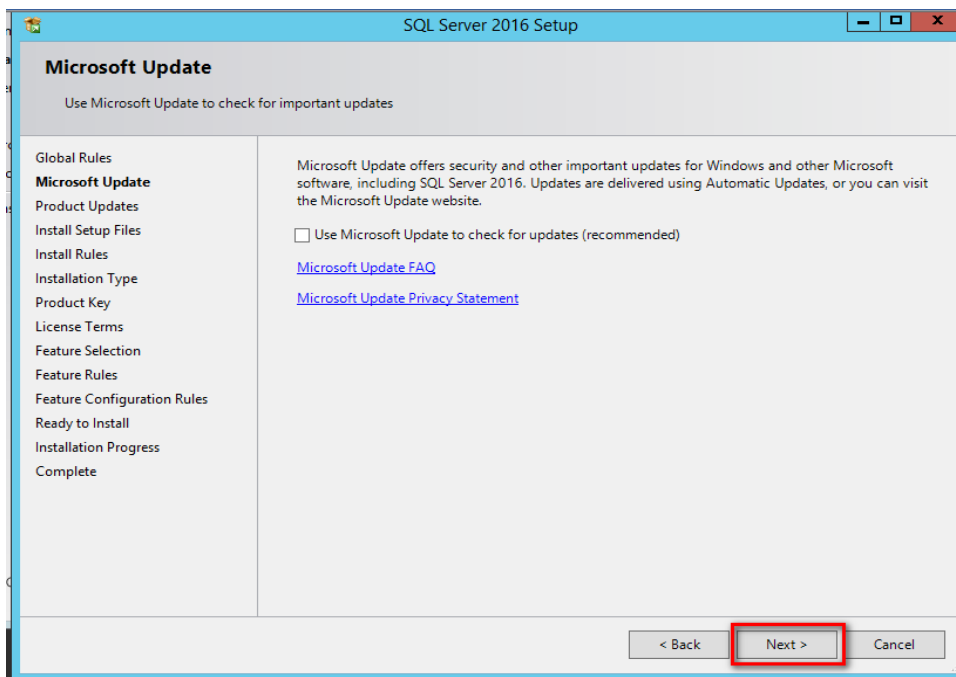 SQL Server 2016 Setup
Microsoft Update
Use Microsoft Update to check for important updates
Global Rules
Microsoft Update
Product Updates
Install Setup Files
Install Rules
Installation Type
Product Key
License Terms
Feature Selection
Feature Rules
Feature Configuration Rules
Ready to Install
Installation Progress
Complete
Microsoft Update offers security and other important updates for Windows and other Microsoft
software, including SQL Server 2016. Updates are delivered using Automatic Updates, or you can visit
the Microsoft Update website.
Use Microsoft Update to check for updates (recommended)
Microsoft Update FAQ
Microsoft Update Privacy Statement
< Back
Next >
Cancel